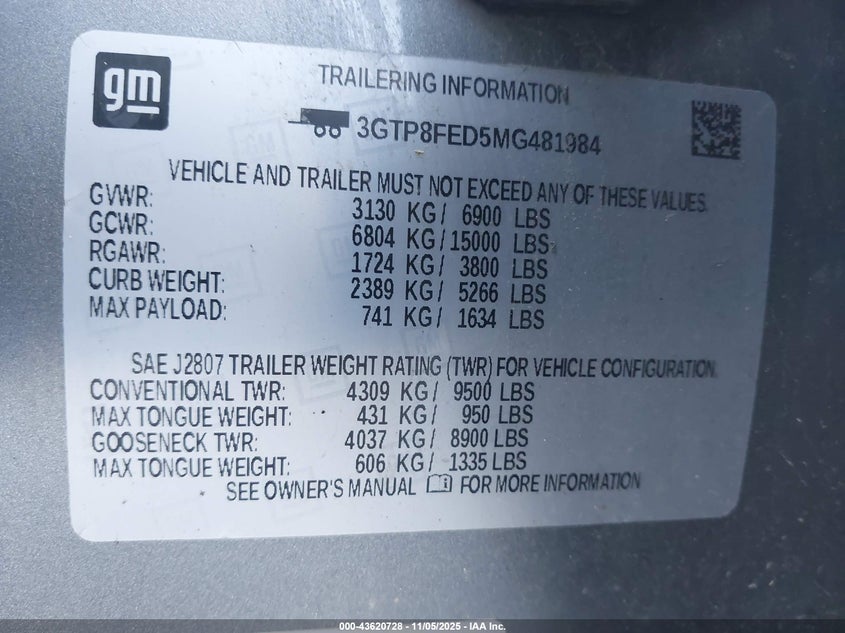 gm
TRAILERING INFORMATION
3GTP8FED5MG481984
VEHICLE AND TRAILER MUST NOT EXCEED ANY OF THESE VALUES.
GVWR: 3130 KG/ 6900 LBS
GCWR: 6804 KG/15000 LBS
RGAWR: 1724 KG/ 3800 LBS
CURB WEIGHT: 2389 KG/ 5266 LBS
MAX PAYLOAD: 741 KG/ 1634 LBS
SAE J2807 TRAILER WEIGHT RATING (TWR) FOR VEHICLE CONFIGURATION.
CONVENTIONAL TWR: 4309 KG/ 9500 LBS
MAX TONGUE WEIGHT: 431 KG/ 950 LBS
GOOSENECK TWR: 4037 KG/ 8900 LBS
MAX TONGUE WEIGHT: 606 KG/ 1335 LBS
SEE OWNER'S MANUAL FOR MORE INFORMATION
000-43620728 - 11/05/2025 - IAA Inc.